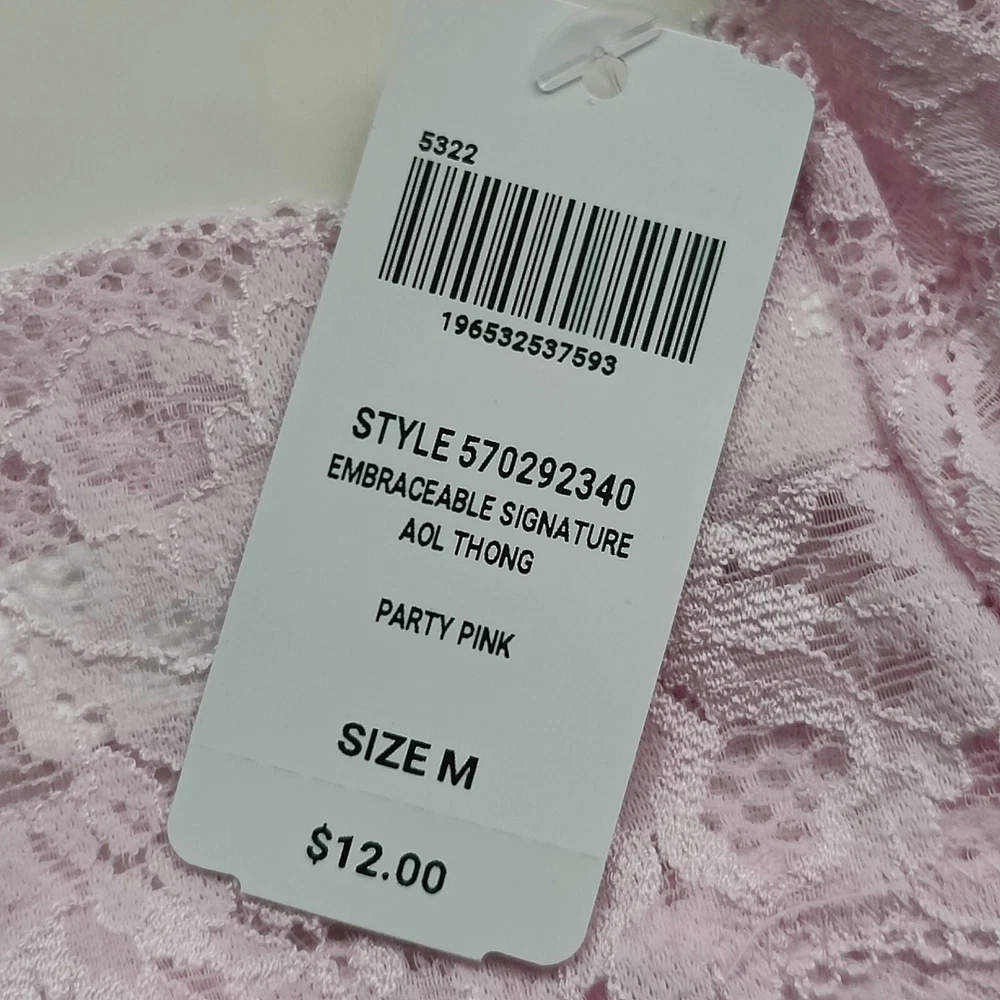 5322
196532537593
STYLE 570292340
EMBRACEABLE SIGNATURE
AOL THONG
PARTY PINK
SIZE M
$12.00